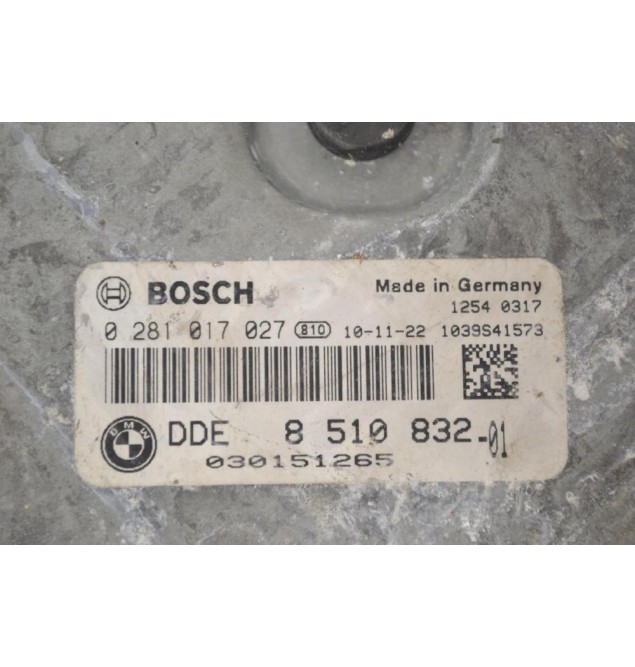 BOSCH Made in Germany
1254 0317
0 281 017 027 810 10-11-22 1039S41573
BMW DDE 8 510 832-01
030151265